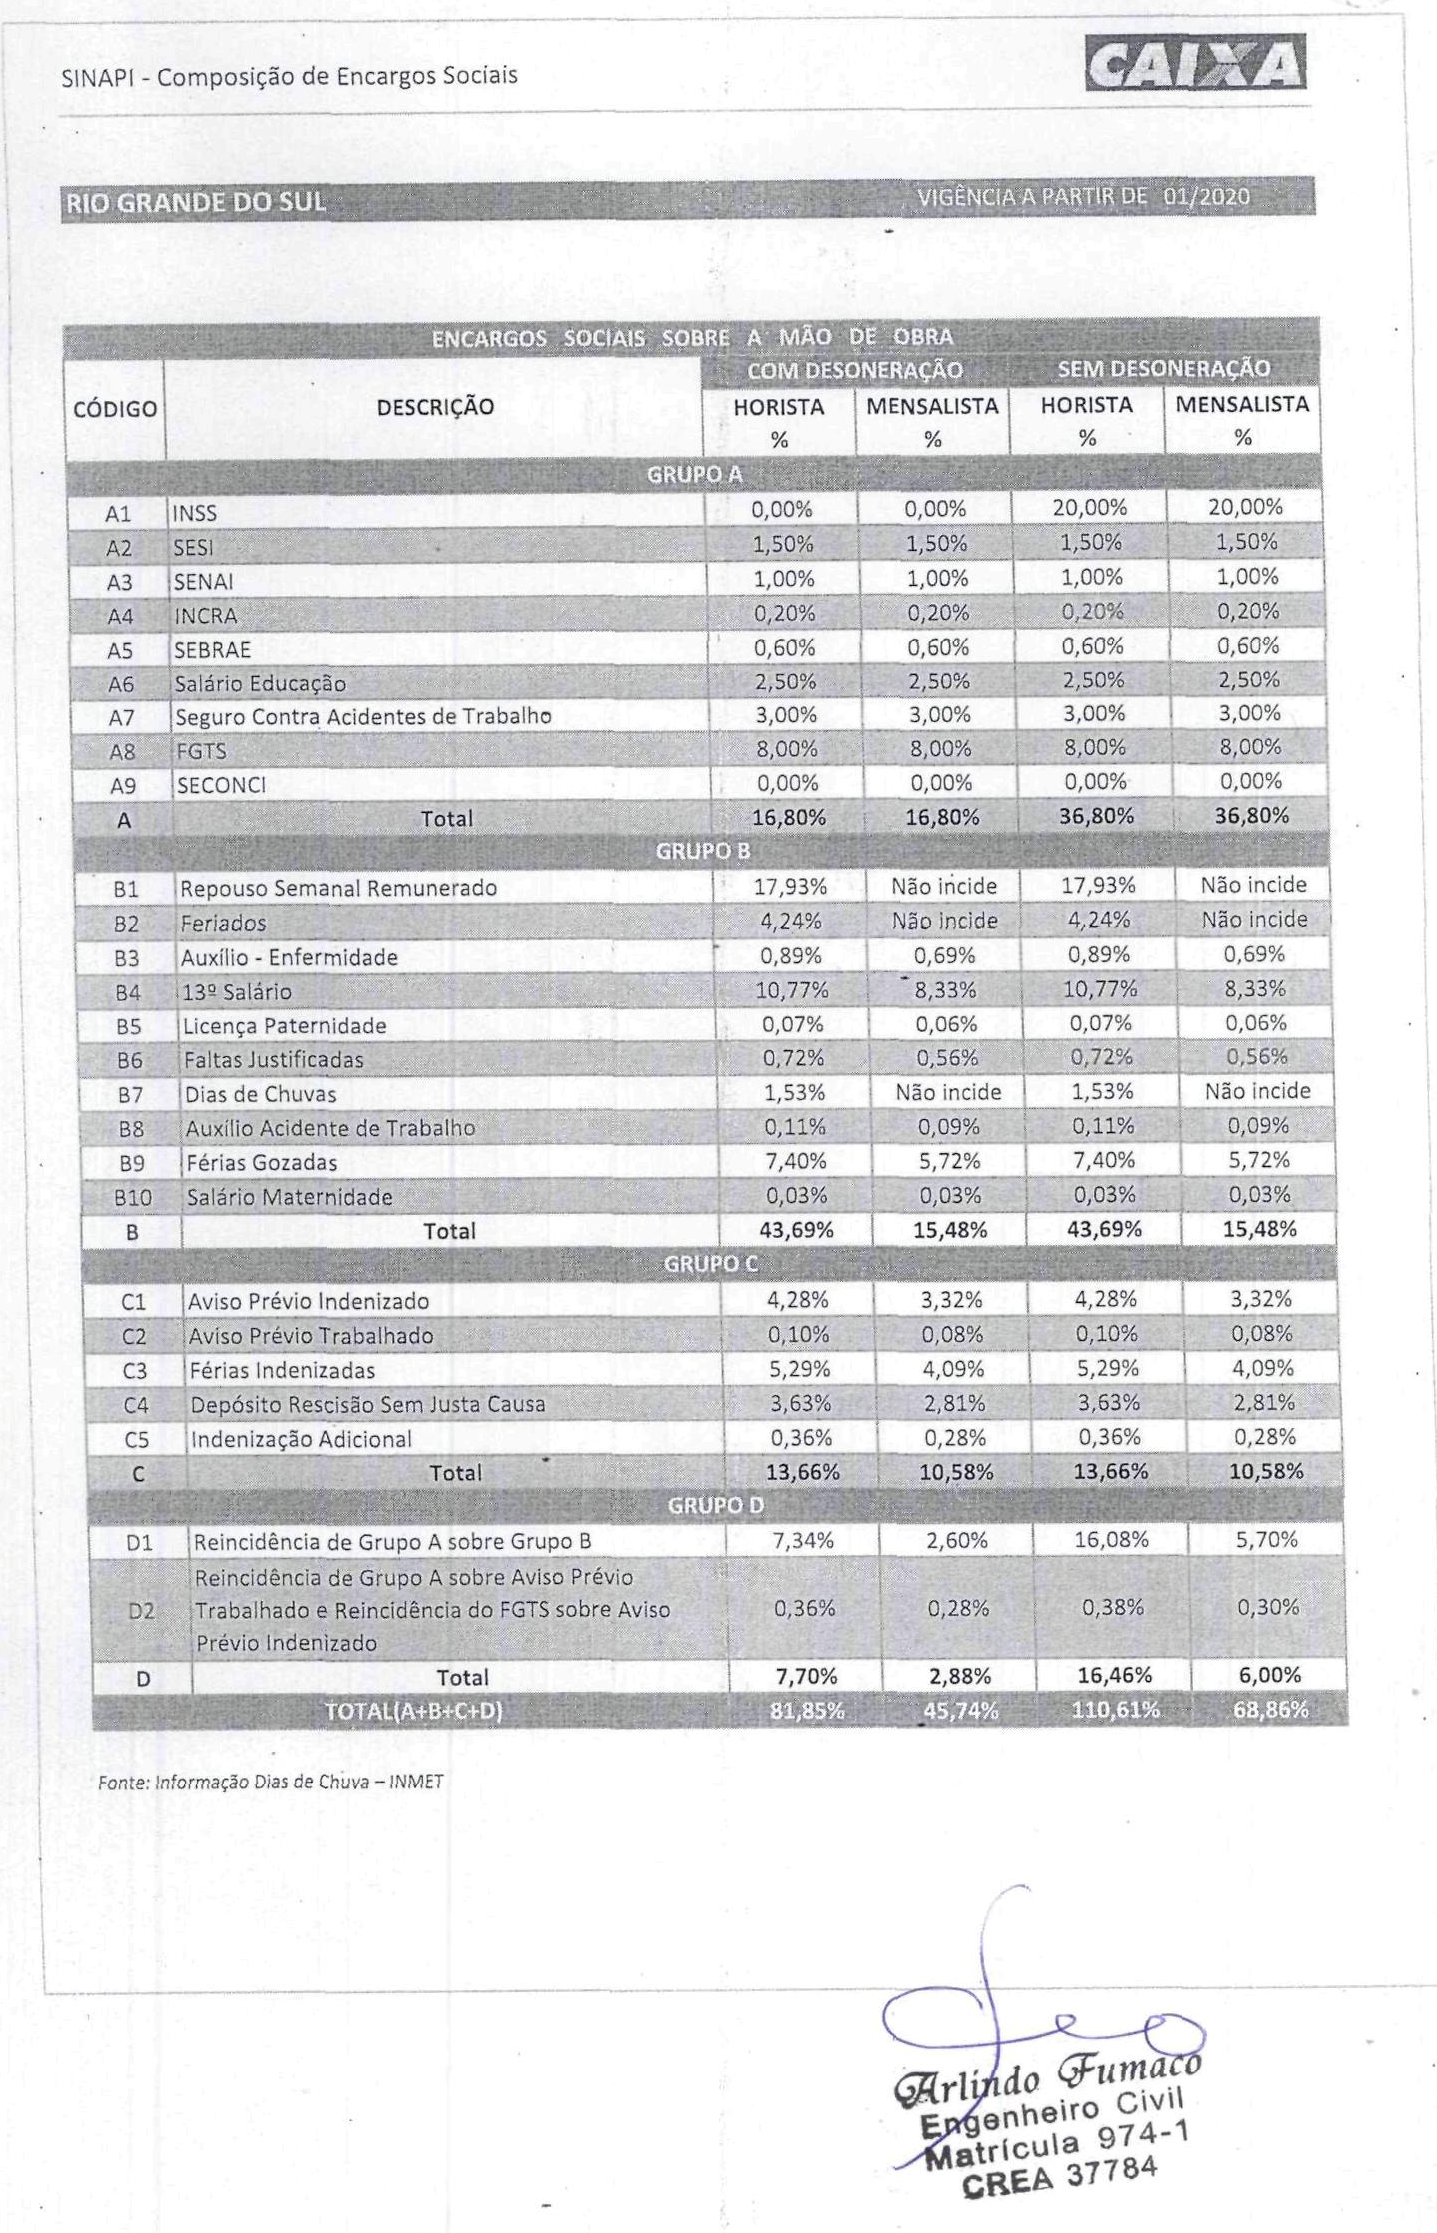 SINAPI - Composição de Encargos Sociais
CAIXA
RIO GRANDE DO SUL VIGÊNCIA A PARTIR DE 01/2020
ENCARGOS SOCIAIS SOBRE A MÃO DE OBRA
COM DESONERAÇÃO SEM DESONERAÇÃO
CÓDIGO DESCRIÇÃO HORISTA MENSALISTA HORISTA MENSALISTA
% % % %
GRUPO A
A1 INSS 0,00% 0,00% 20,00% 20,00%
A2 SESI 1,50% 1,50% 1,50% 1,50%
A3 SENAI 1,00% 1,00% 1,00% 1,00%
A4 INCRA 0,20% 0,20% 0,20% 0,20%
A5 SEBRAE 0,60% 0,60% 0,60% 0,60%
A6 Salário Educação 2,50% 2,50% 2,50% 2,50%
A7 Seguro Contra Acidentes de Trabalho 3,00% 3,00% 3,00% 3,00%
A8 FGTS 8,00% 8,00% 8,00% 8,00%
A9 SECONCI 0,00% 0,00% 0,00% 0,00%
A Total 16,80% 16,80% 36,80% 36,80%
GRUPO B
B1 Repouso Semanal Remunerado 17,93% Não incide 17,93% Não incide
B2 Feriados 4,24% Não incide 4,24% Não incide
B3 Auxílio - Enfermidade 0,89% 0,69% 0,89% 0,69%
B4 13º Salário 10,77% 8,33% 10,77% 8,33%
B5 Licença Paternidade 0,07% 0,06% 0,07% 0,06%
B6 Faltas Justificadas 0,72% 0,56% 0,72% 0,56%
B7 Dias de Chuvas 1,53% Não incide 1,53% Não incide
B8 Auxílio Acidente de Trabalho 0,11% 0,09% 0,11% 0,09%
B9 Férias Gozadas 7,40% 5,72% 7,40% 5,72%
B10 Salário Maternidade 0,03% 0,03% 0,03% 0,03%
B Total 43,69% 15,48% 43,69% 15,48%
GRUPO C
C1 Aviso Prévio Indenizado 4,28% 3,32% 4,28% 3,32%
C2 Aviso Prévio Trabalhado 0,10% 0,08% 0,10% 0,08%
C3 Férias Indenizadas 5,29% 4,09% 5,29% 4,09%
C4 Depósito Rescisão Sem Justa Causa 3,63% 2,81% 3,63% 2,81%
C5 Indenização Adicional 0,36% 0,28% 0,36% 0,28%
C Total 13,66% 10,58% 13,66% 10,58%
GRUPO D
D1 Reincidência de Grupo A sobre Grupo B 7,34% 2,60% 16,08% 5,70%
Reincidência de Grupo A sobre Aviso Prévio
D2 Trabalhado e Reincidência do FGTS sobre Aviso 0,36% 0,28% 0,38% 0,30%
Prévio Indenizado
D Total 7,70% 2,88% 16,46% 6,00%
TOTAL(A+B+C+D) 81,85% 45,74% 110,61% 68,86%
Fonte: Informação Dias de Chuva – INMET
Arlindo Fumaco
Engenheiro Civil
Matrícula 974-1
CREA 37784